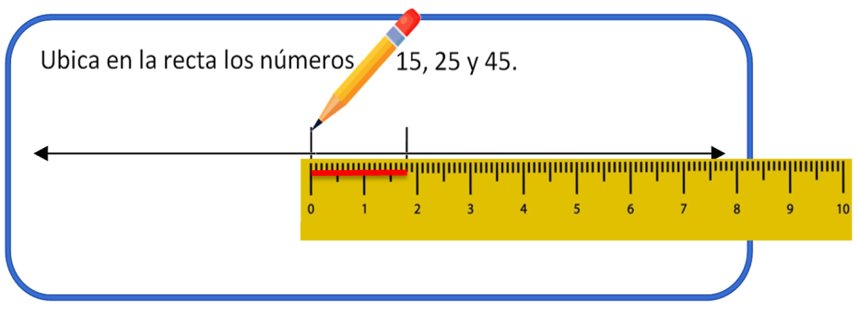 Ubica en la recta los números 15, 25 y 45.
0 1 2 3 4 5 6 7 8 9 10